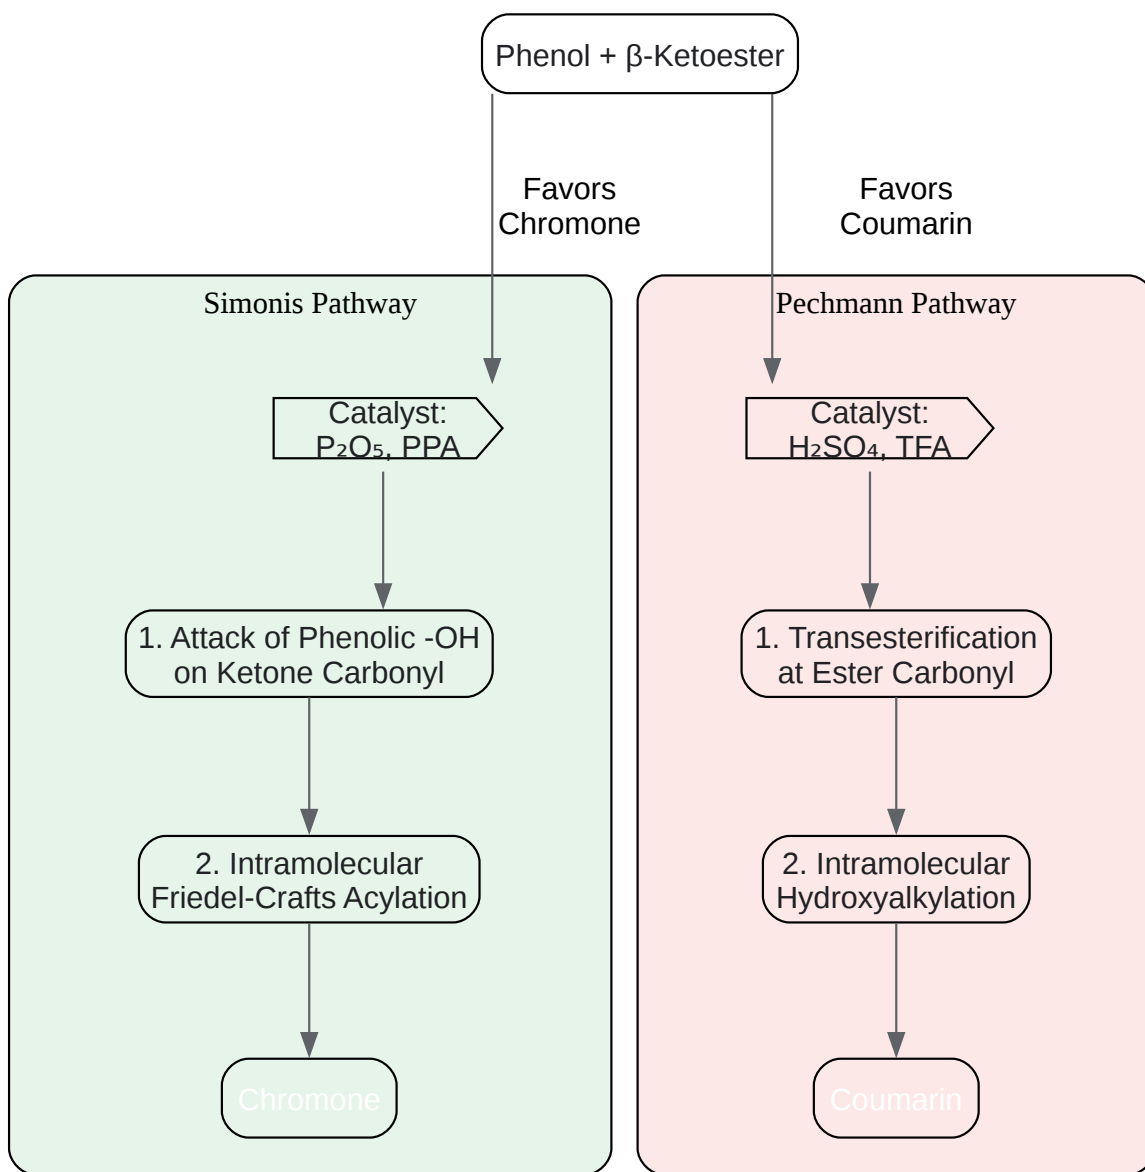 Phenol + β-Ketoester
Favors
Chromone
Favors
Coumarin
Simonis Pathway
Catalyst:
P₂O₅, PPA
1. Attack of Phenolic -OH
on Ketone Carbonyl
2. Intramolecular
Friedel-Crafts Acylation
Chromone
Pechmann Pathway
Catalyst:
H₂SO₄, TFA
1. Transesterification
at Ester Carbonyl
2. Intramolecular
Hydroxyalkylation
Coumarin